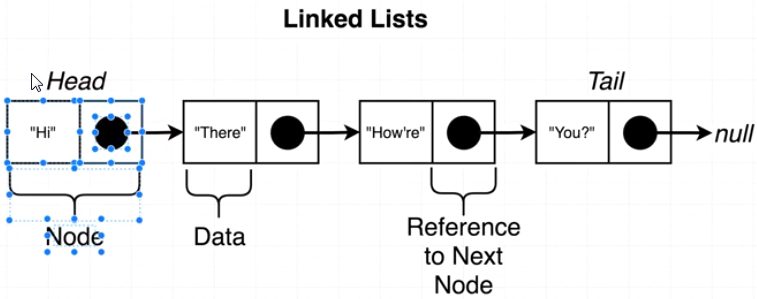 Linked Lists
Head
Tail
"Hi"
"There"
"How're"
"You?"
null
Node
Data
Reference
to Next
Node